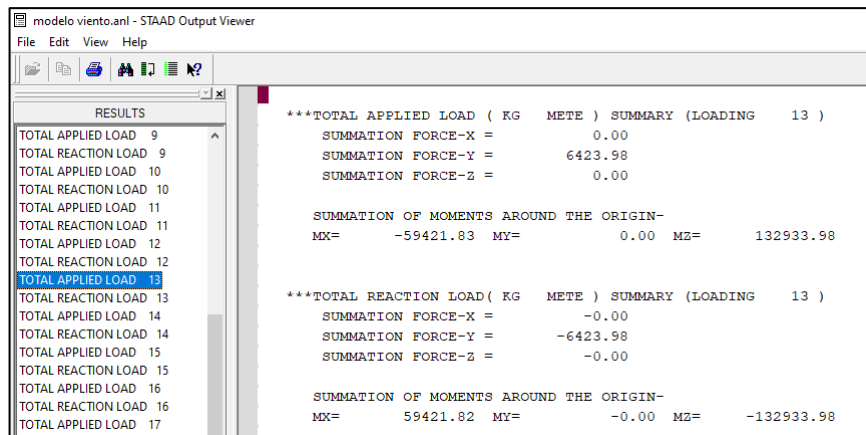 modelo viento.anl - STAAD Output Viewer
File Edit View Help
RESULTS
TOTAL APPLIED LOAD 9
TOTAL REACTION LOAD 9
TOTAL APPLIED LOAD 10
TOTAL REACTION LOAD 10
TOTAL APPLIED LOAD 11
TOTAL REACTION LOAD 11
TOTAL APPLIED LOAD 12
TOTAL REACTION LOAD 12
TOTAL APPLIED LOAD 13
TOTAL REACTION LOAD 13
TOTAL APPLIED LOAD 14
TOTAL REACTION LOAD 14
TOTAL APPLIED LOAD 15
TOTAL REACTION LOAD 15
TOTAL APPLIED LOAD 16
TOTAL REACTION LOAD 16
TOTAL APPLIED LOAD 17
***TOTAL APPLIED LOAD ( KG METE ) SUMMARY (LOADING 13 )
SUMMATION FORCE-X = 0.00
SUMMATION FORCE-Y = 6423.98
SUMMATION FORCE-Z = 0.00
SUMMATION OF MOMENTS AROUND THE ORIGIN-
MX= -59421.83 MY= 0.00 MZ= 132933.98
***TOTAL REACTION LOAD( KG METE ) SUMMARY (LOADING 13 )
SUMMATION FORCE-X = -0.00
SUMMATION FORCE-Y = -6423.98
SUMMATION FORCE-Z = -0.00
SUMMATION OF MOMENTS AROUND THE ORIGIN-
MX= 59421.82 MY= -0.00 MZ= -132933.98